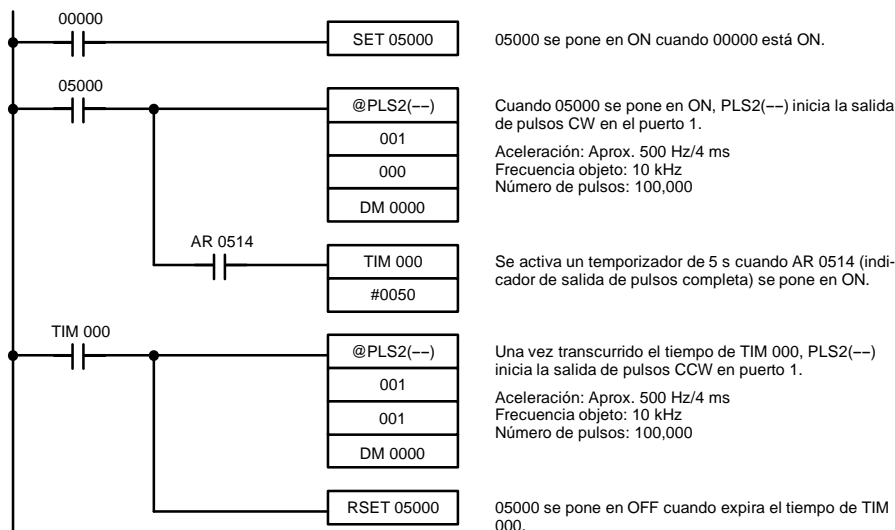 00000
SET 05000
05000 se pone en ON cuando 00000 está ON.
05000
@PLS2(−−)
001
000
DM 0000
Cuando 05000 se pone en ON, PLS2(−−) inicia la salida
de pulsos CW en el puerto 1.
Aceleración: Aprox. 500 Hz/4 ms
Frecuencia objeto: 10 kHz
Número de pulsos: 100,000
AR 0514
TIM 000
#0050
Se activa un temporizador de 5 s cuando AR 0514 (indi-
cador de salida de pulsos completa) se pone en ON.
TIM 000
@PLS2(−−)
001
001
DM 0000
Una vez transcurrido el tiempo de TIM 000, PLS2(−−)
inicia la salida de pulsos CCW en puerto 1.
Aceleración: Aprox. 500 Hz/4 ms
Frecuencia objeto: 10 kHz
Número de pulsos: 100,000
RSET 05000
05000 se pone en OFF cuando expira el tiempo de TIM
000.